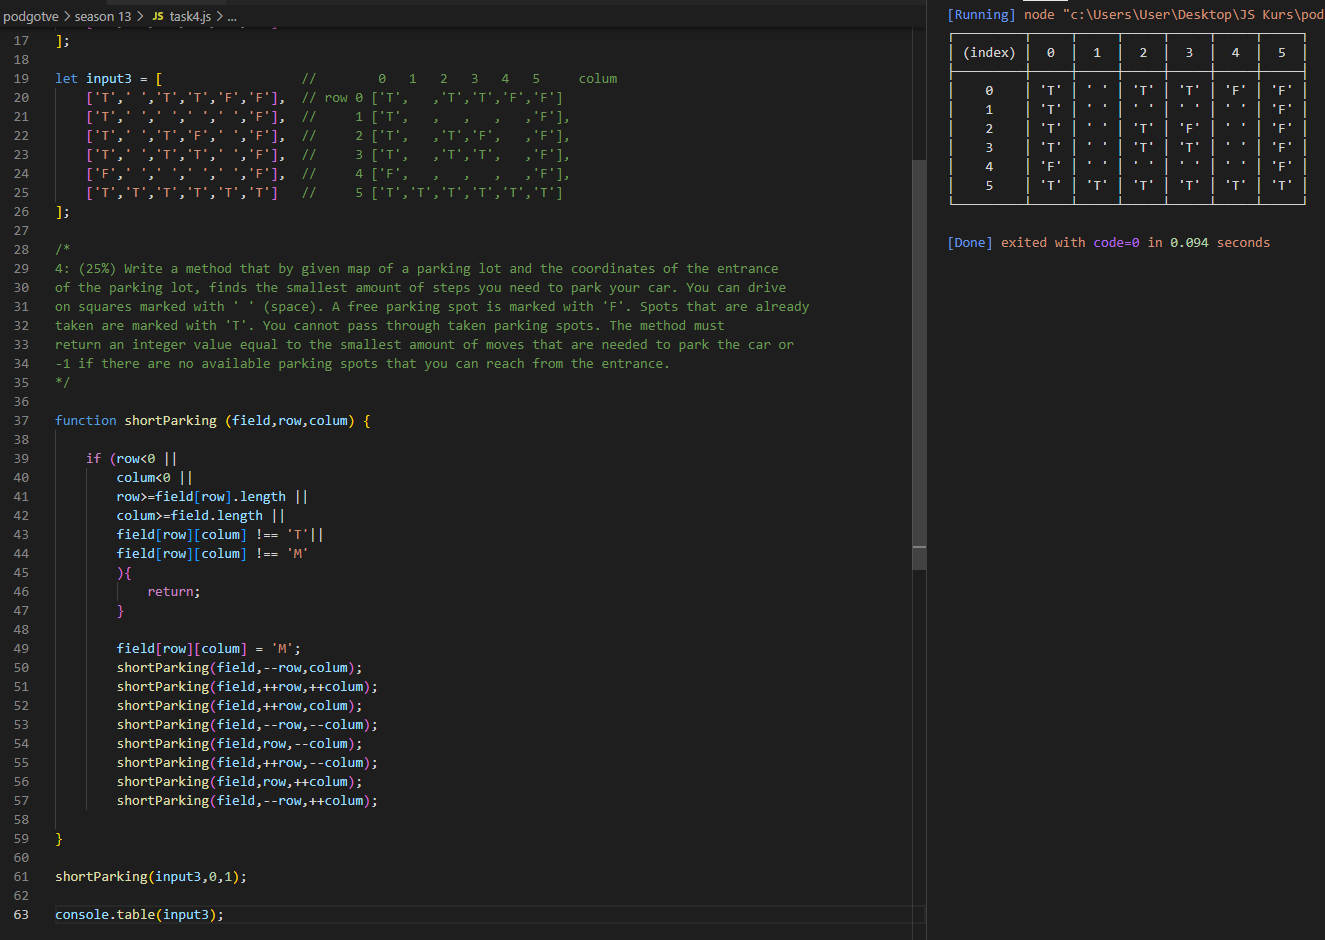 podgotve > season 13 > JS task4.js > ...
17 ];
18
19 let input3 = [ // 0 1 2 3 4 5 colum
20 ['T',' ','T','T','F','F'], // row 0 ['T', ,'T','T','F','F']
21 ['T',' ',' ',' ',' ','F'], // 1 ['T', , , , ,'F'],
22 ['T',' ','T','F',' ','F'], // 2 ['T', ,'T','F', ,'F'],
23 ['T',' ','T','T',' ','F'], // 3 ['T', ,'T','T', ,'F'],
24 ['F',' ',' ',' ',' ','F'], // 4 ['F', , , , ,'F'],
25 ['T','T','T','T','T','T'] // 5 ['T','T','T','T','T','T']
26 ];
27
28 /*
29 4: (25%) Write a method that by given map of a parking lot and the coordinates of the entrance
30 of the parking lot, finds the smallest amount of steps you need to park your car. You can drive
31 on squares marked with ' ' (space). A free parking spot is marked with 'F'. Spots that are already
32 taken are marked with 'T'. You cannot pass through taken parking spots. The method must
33 return an integer value equal to the smallest amount of moves that are needed to park the car or
34 -1 if there are no available parking spots that you can reach from the entrance.
35 */
36
37 function shortParking (field,row,colum) {
38
39 if (row<0 ||
40 colum<0 ||
41 row>=field[row].length ||
42 colum>=field.length ||
43 field[row][colum] !== 'T'||
44 field[row][colum] !== 'M'
45 ){
46 return;
47 }
48
49 field[row][colum] = 'M';
50 shortParking(field,--row,colum);
51 shortParking(field,++row,++colum);
52 shortParking(field,++row,colum);
53 shortParking(field,--row,--colum);
54 shortParking(field,row,--colum);
55 shortParking(field,++row,--colum);
56 shortParking(field,row,++colum);
57 shortParking(field,--row,++colum);
58
59 }
60
61 shortParking(input3,0,1);
62
63 console.table(input3);
[Running] node "c:\Users\User\Desktop\JS Kurs\pod
(index) 0 1 2 3 4 5
0 'T' ' ' 'T' 'T' 'F' 'F'
1 'T' ' ' ' ' ' ' ' ' 'F'
2 'T' ' ' 'T' 'F' ' ' 'F'
3 'T' ' ' 'T' 'T' ' ' 'F'
4 'F' ' ' ' ' ' ' ' ' 'F'
5 'T' 'T' 'T' 'T' 'T' 'T'
[Done] exited with code=0 in 0.094 seconds